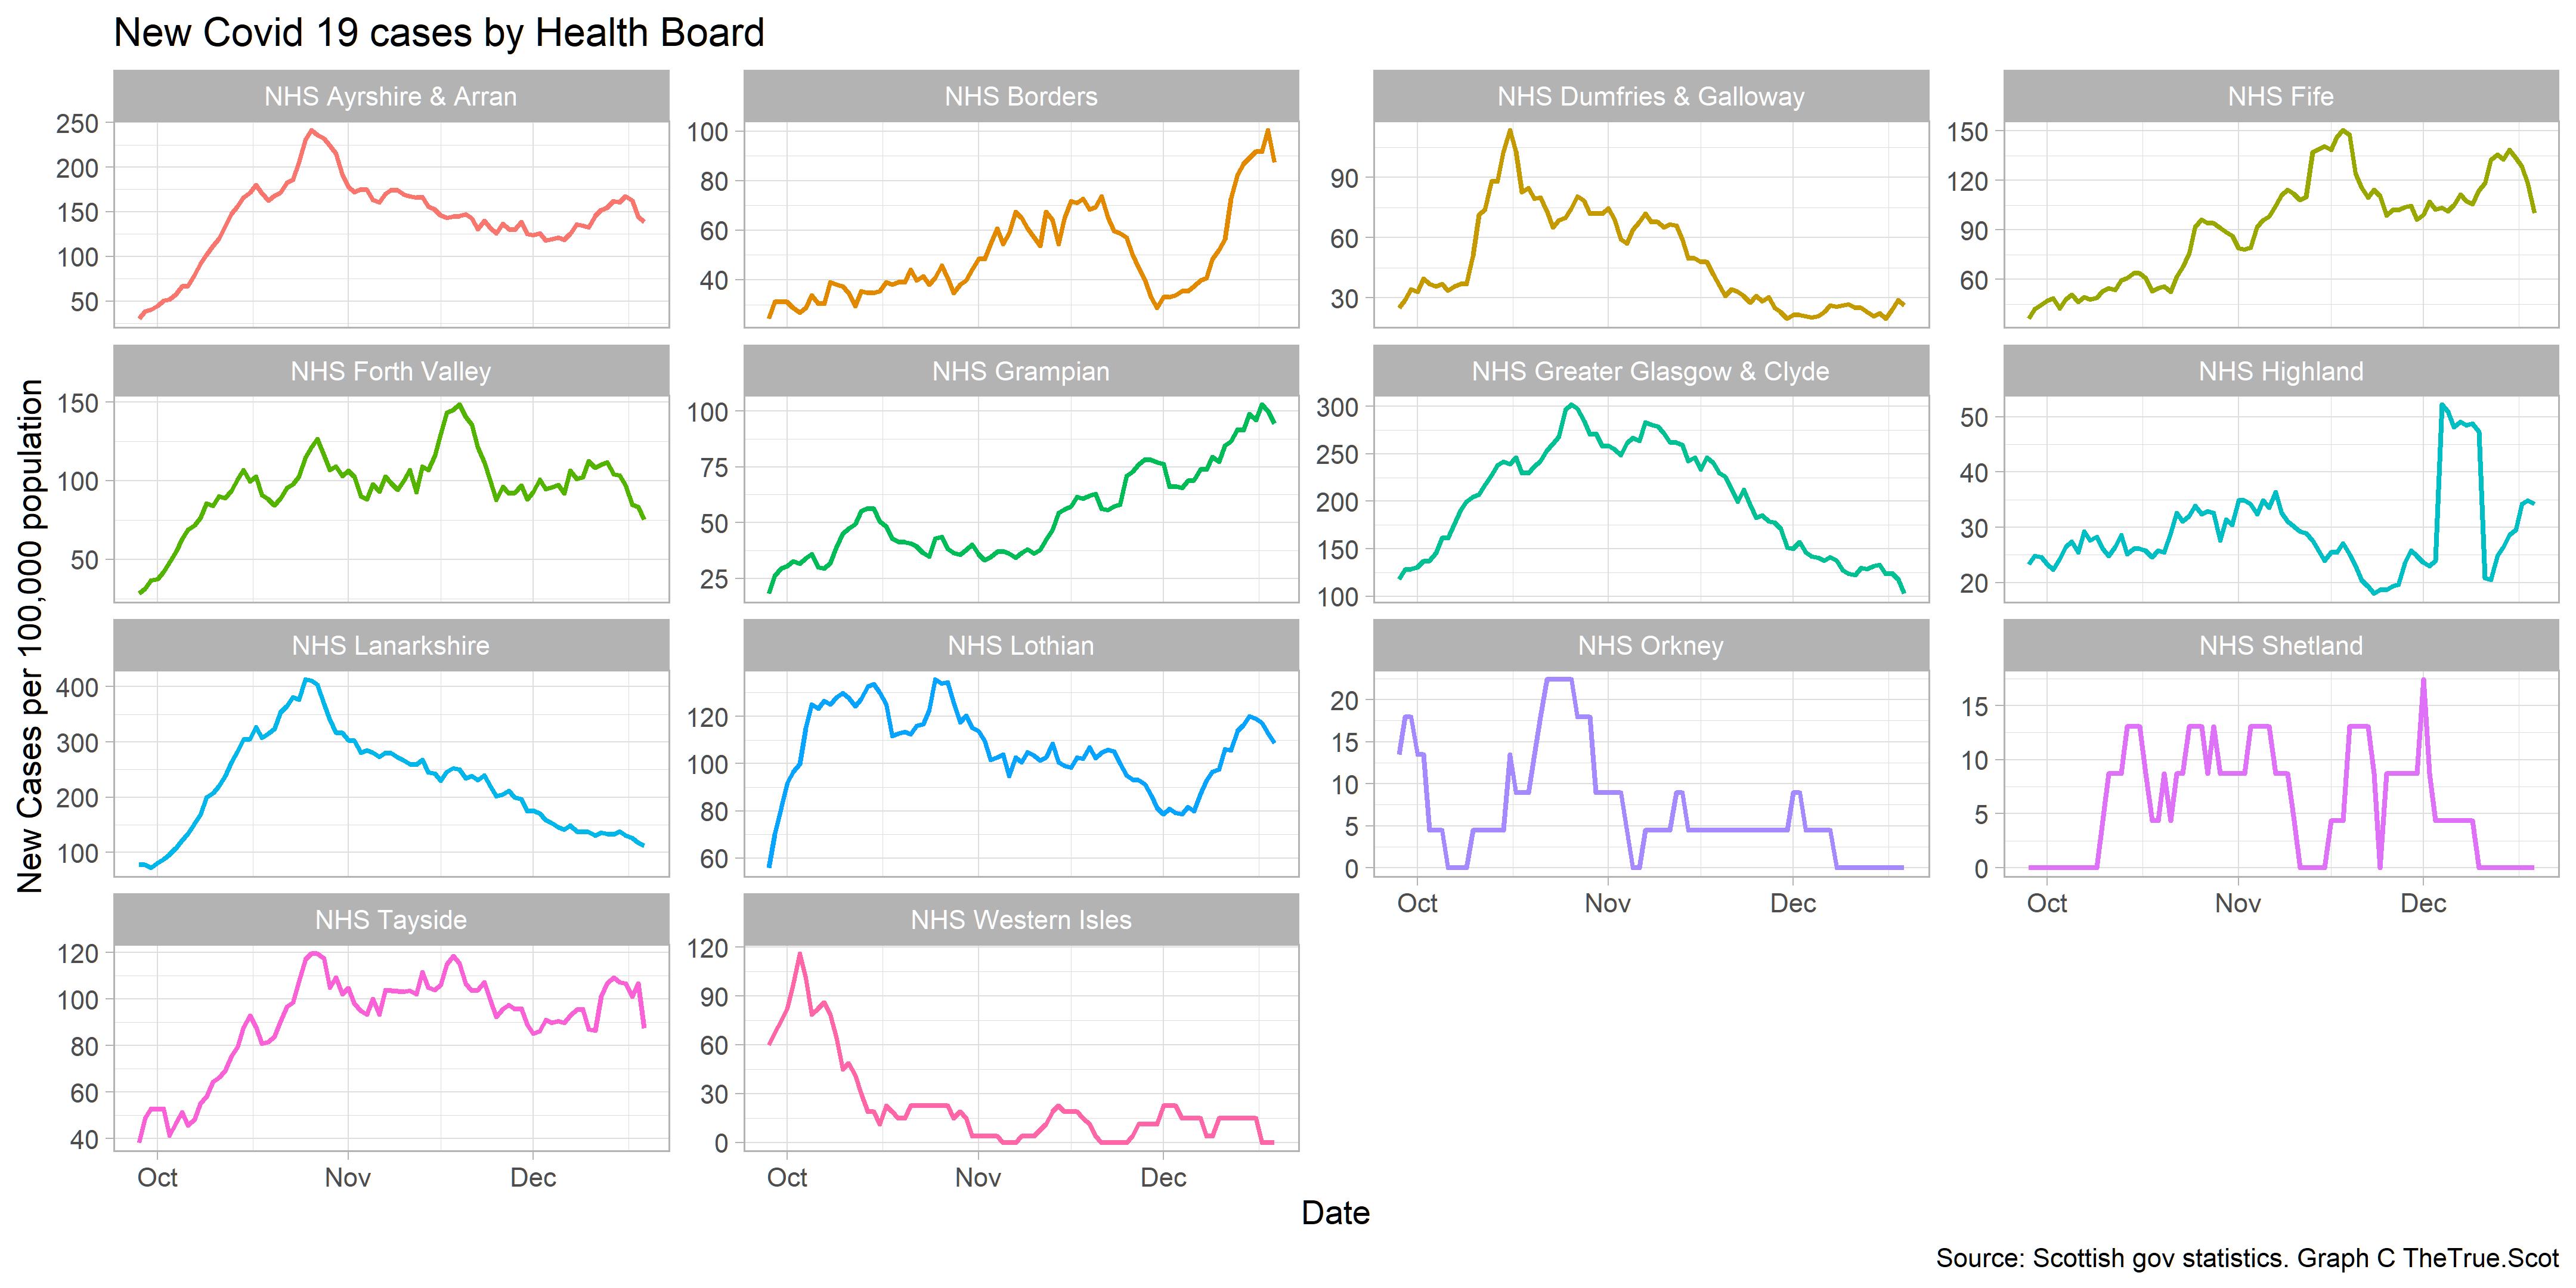 New Covid 19 cases by Health Board
NHS Ayrshire & Arran
250
200
150
100
50
NHS Borders
100
80
60
40
NHS Dumfries & Galloway
90
60
30
NHS Fife
150
120
90
60
NHS Forth Valley
150
100
50
NHS Grampian
100
75
50
25
NHS Greater Glasgow & Clyde
300
250
200
150
100
NHS Highland
50
40
30
20
NHS Lanarkshire
400
300
200
100
NHS Lothian
120
100
80
60
NHS Orkney
20
15
10
5
0
Oct Nov Dec
NHS Shetland
15
10
5
0
Oct Nov Dec
NHS Tayside
120
100
80
60
40
Oct Nov Dec
NHS Western Isles
120
90
60
30
0
Oct Nov Dec
New Cases per 100,000 population
Date
Source: Scottish gov statistics. Graph C TheTrue.Scot